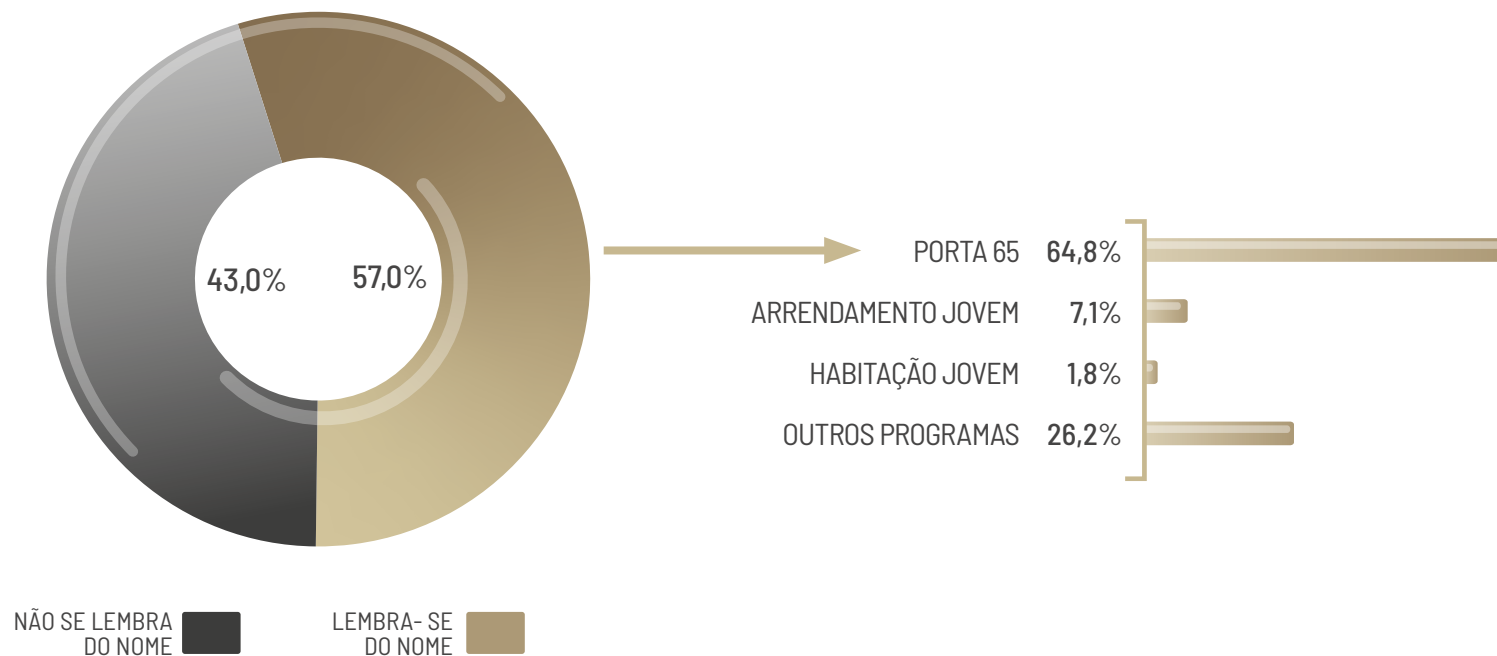 43,0%
57,0%
PORTA 65 64,8%
ARRENDAMENTO JOVEM 7,1%
HABITAÇÃO JOVEM 1,8%
OUTROS PROGRAMAS 26,2%
NÃO SE LEMBRA
DO NOME
LEMBRA- SE
DO NOME